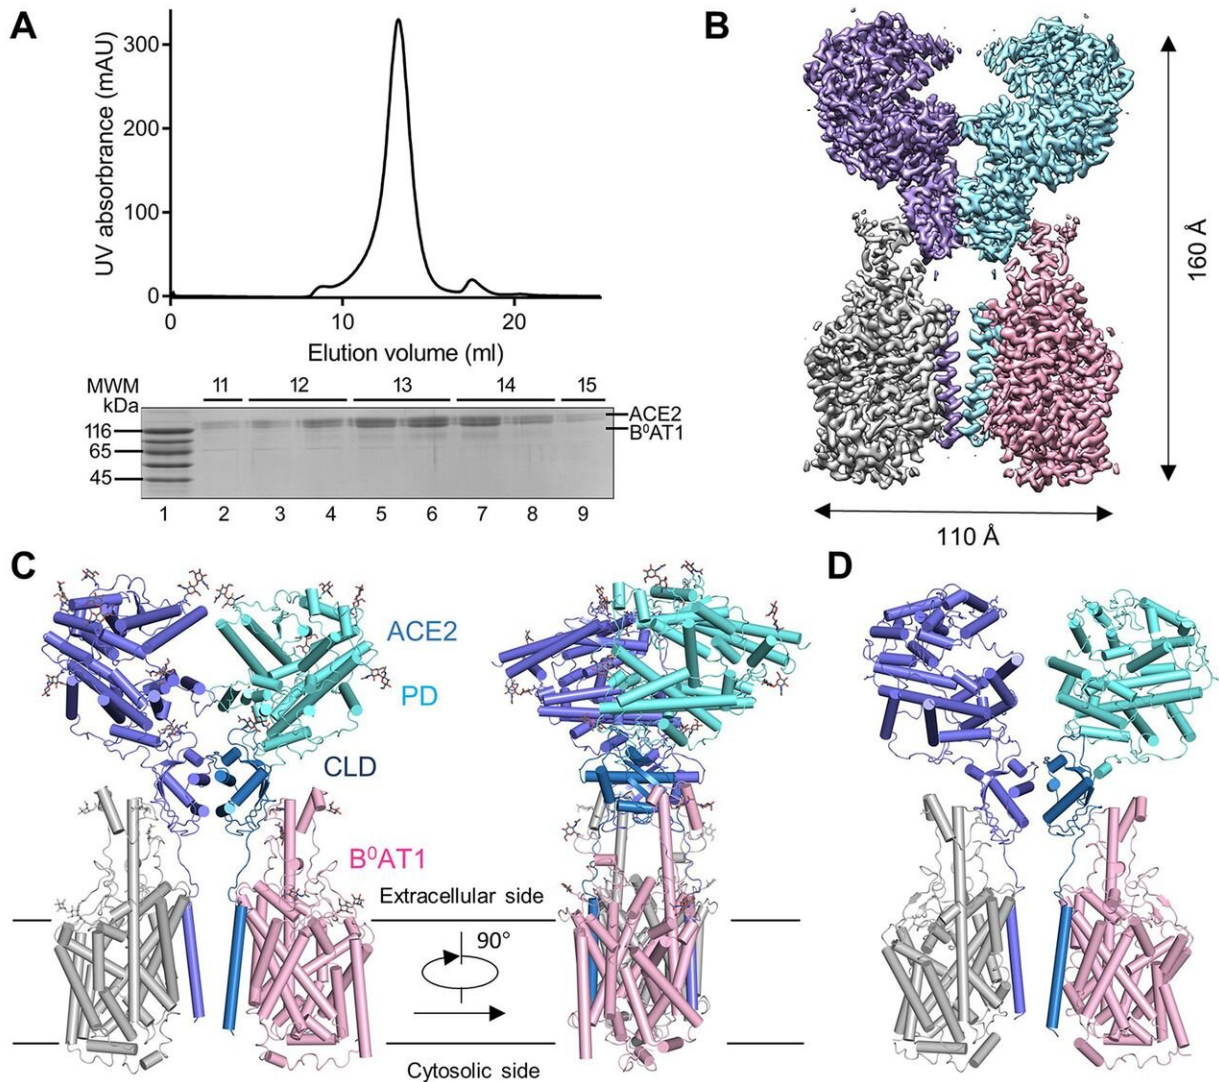 A
B
300
200
100
0
UV absorbrance (mAU)
0
10
20
Elution volume (ml)
MWM
kDa
11
12
13
14
15
116
65
45
ACE2
B⁰AT1
1
2
3
4
5
6
7
8
9
160 Å
110 Å
C
D
ACE2
PD
CLD
B⁰AT1
Extracellular side
90°
Cytosolic side